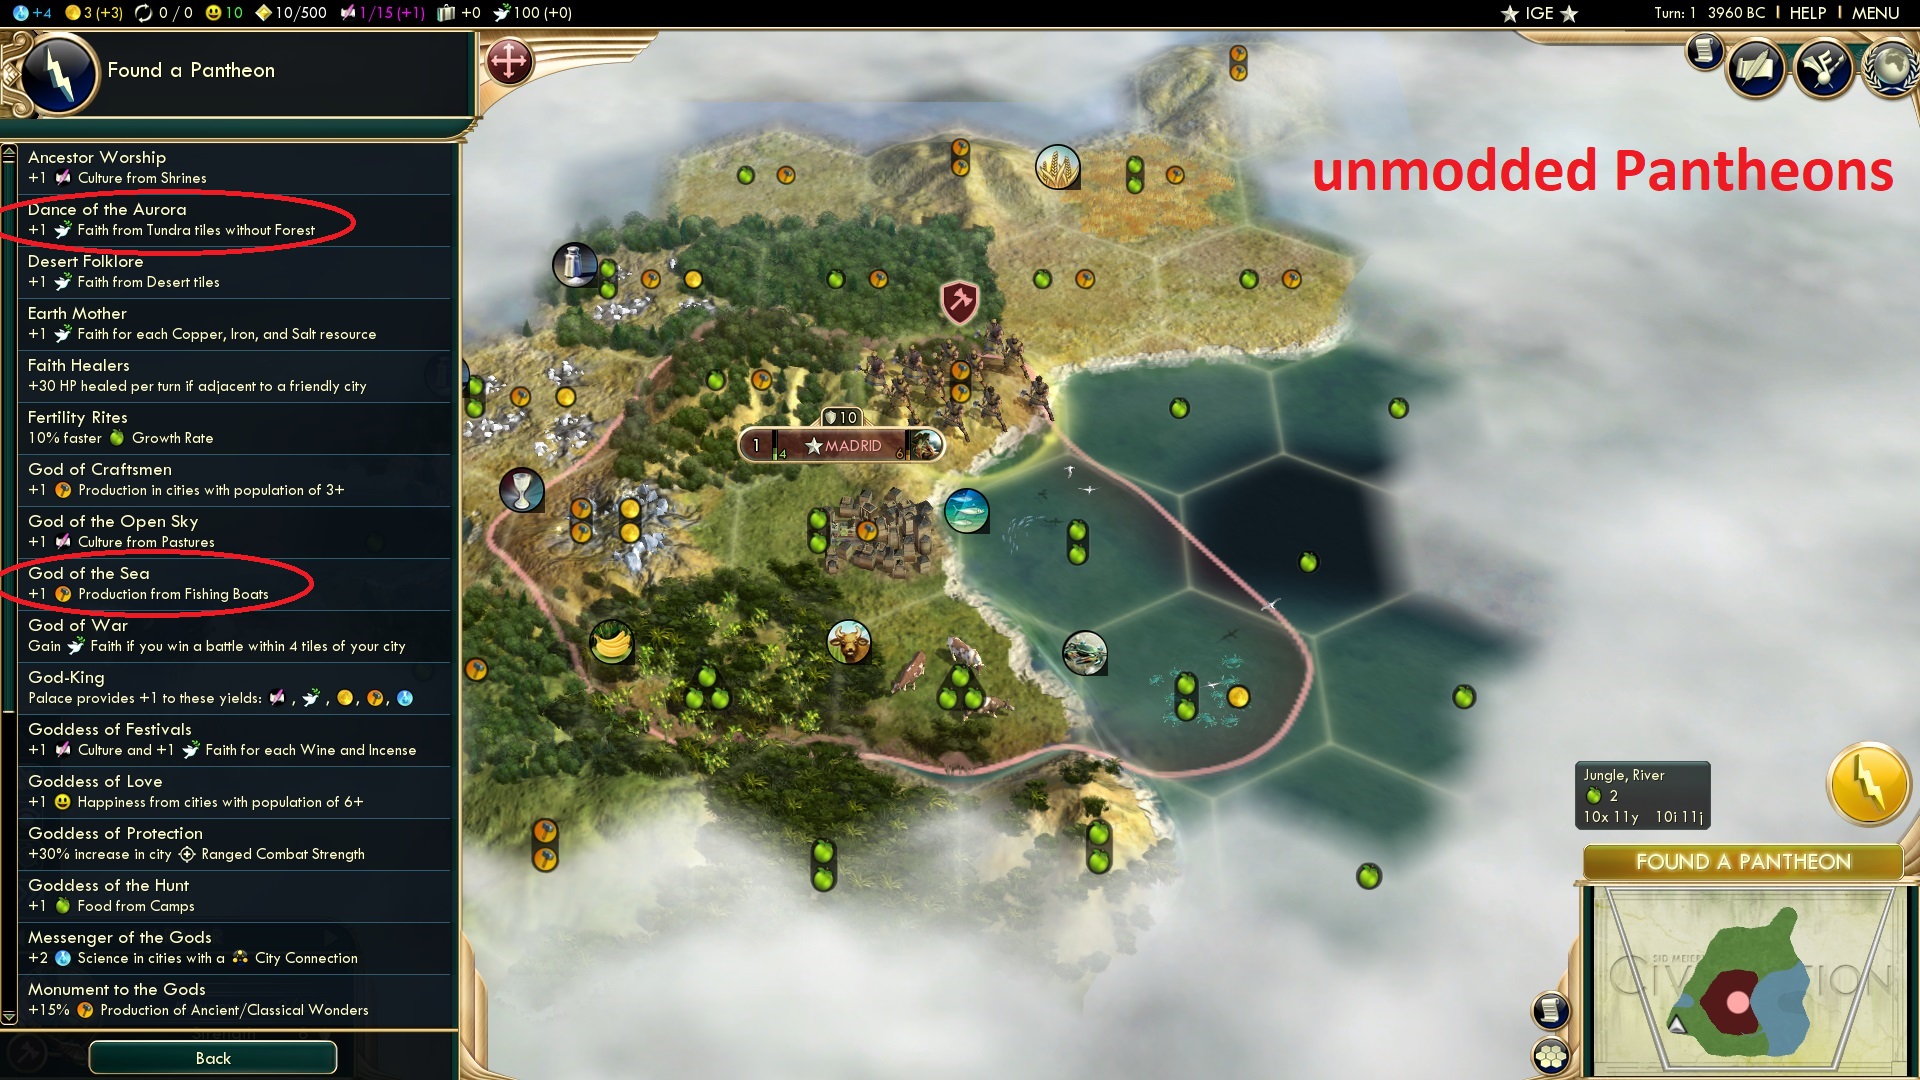 +4 3 (+3) 0 / 0 10 10/500 1/15 (+1) +0 100 (+0)
IGE
Turn: 1 3960 BC HELP MENU
Found a Pantheon
unmodded Pantheons
Ancestor Worship
+1 Culture from Shrines
Dance of the Aurora
+1 Faith from Tundra tiles without Forest
Desert Folklore
+1 Faith from Desert tiles
Earth Mother
+1 Faith for each Copper, Iron, and Salt resource
Faith Healers
+30 HP healed per turn if adjacent to a friendly city
Fertility Rites
10% faster Growth Rate
God of Craftsmen
+1 Production in cities with population of 3+
God of the Open Sky
+1 Culture from Pastures
God of the Sea
+1 Production from Fishing Boats
God of War
Gain Faith if you win a battle within 4 tiles of your city
God-King
Palace provides +1 to these yields: , , , ,
Goddess of Festivals
+1 Culture and +1 Faith for each Wine and Incense
Goddess of Love
+1 Happiness from cities with population of 6+
Goddess of Protection
+30% increase in city Ranged Combat Strength
Goddess of the Hunt
+1 Food from Camps
Messenger of the Gods
+2 Science in cities with a City Connection
Monument to the Gods
+15% Production of Ancient/Classical Wonders
Back
10
1 4 MADRID 6
Jungle, River
2
10x 11y 10i 11j
FOUND A PANTHEON
SID MEIER
CIVILIZATION